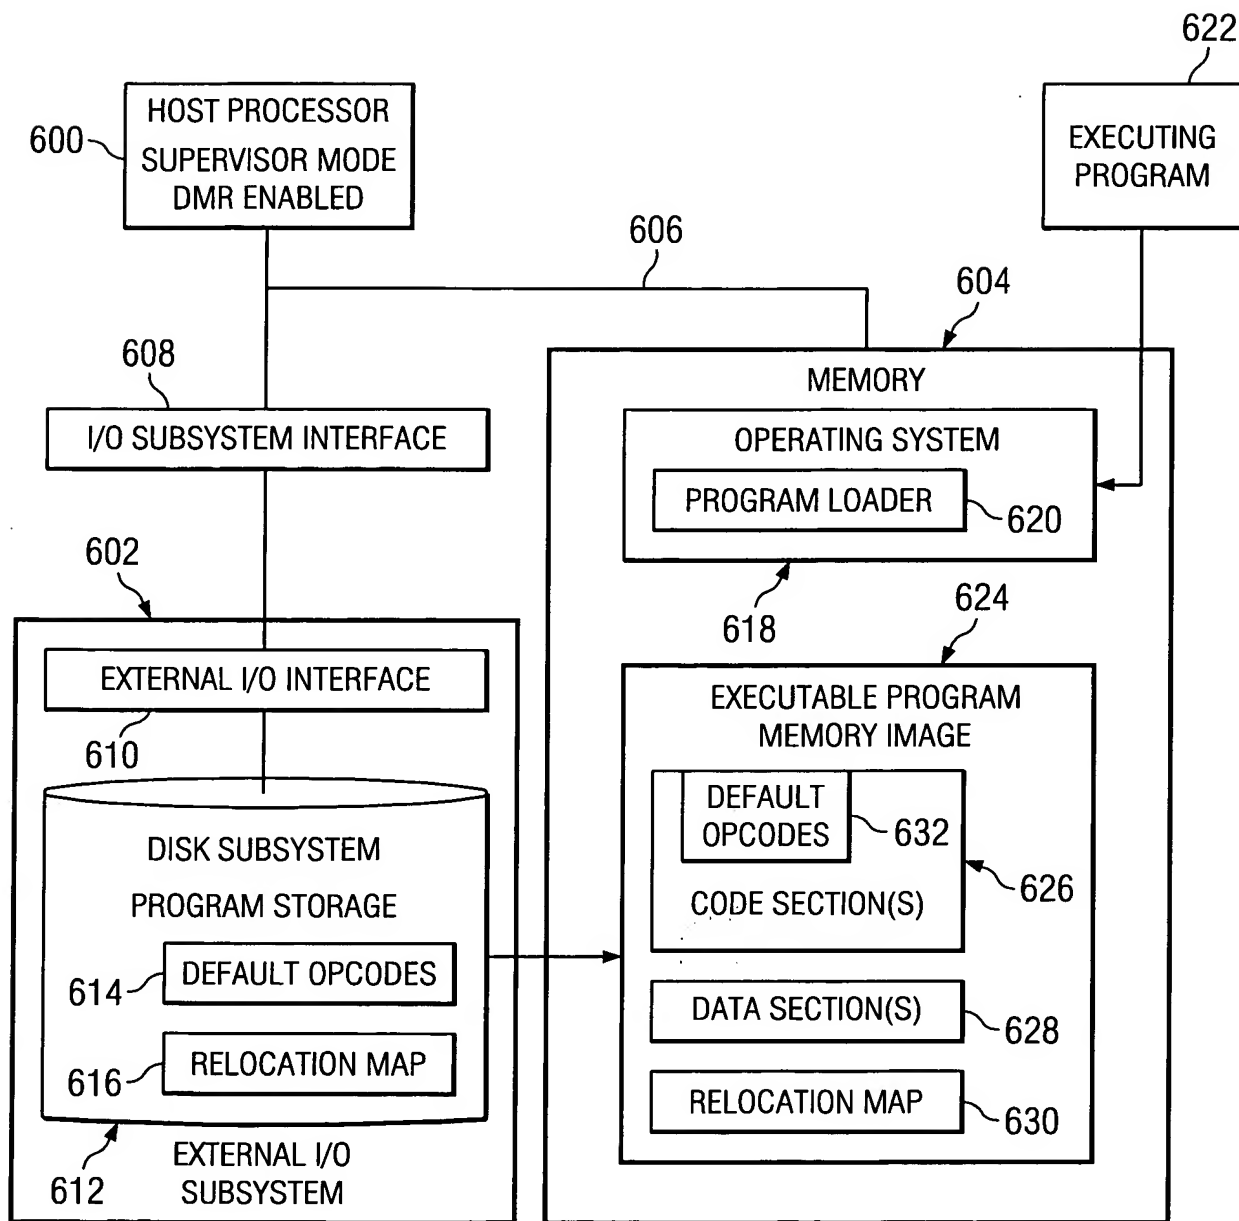 622
HOST PROCESSOR
SUPERVISOR MODE
DMR ENABLED
600
EXECUTING
PROGRAM
606
604
608
I/O SUBSYSTEM INTERFACE
MEMORY
OPERATING SYSTEM
PROGRAM LOADER
620
618
602
EXTERNAL I/O INTERFACE
610
DISK SUBSYSTEM
PROGRAM STORAGE
614
DEFAULT OPCODES
616
RELOCATION MAP
612
EXTERNAL I/O
SUBSYSTEM
624
EXECUTABLE PROGRAM
MEMORY IMAGE
DEFAULT
OPCODES
632
626
CODE SECTION(S)
DATA SECTION(S)
628
RELOCATION MAP
630